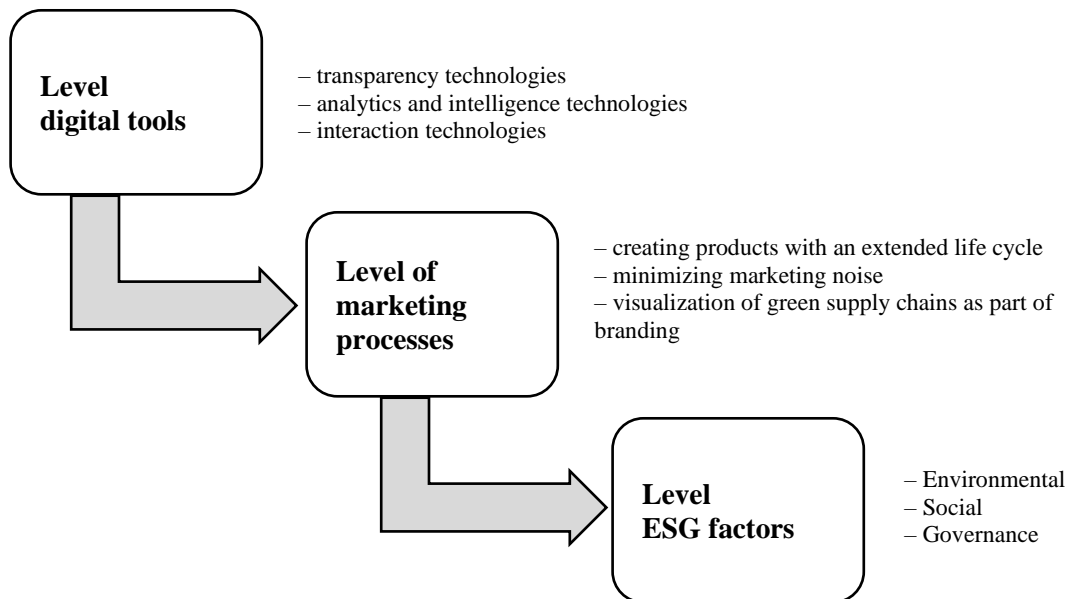 Level
digital tools
– transparency technologies
– analytics and intelligence technologies
– interaction technologies
Level of
marketing
processes
– creating products with an extended life cycle
– minimizing marketing noise
– visualization of green supply chains as part of
branding
Level
ESG factors
– Environmental
– Social
– Governance